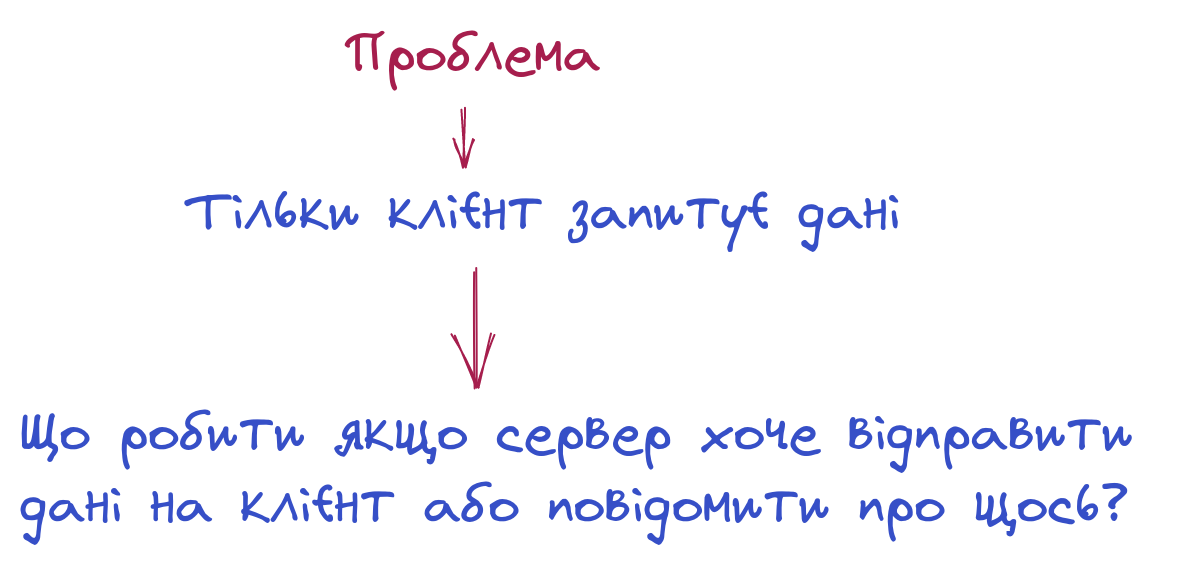 Проблема
Тільки клієнт запитує дані
Що робити якщо сервер хоче відправити
дані на клієнт або повідомити про щось?